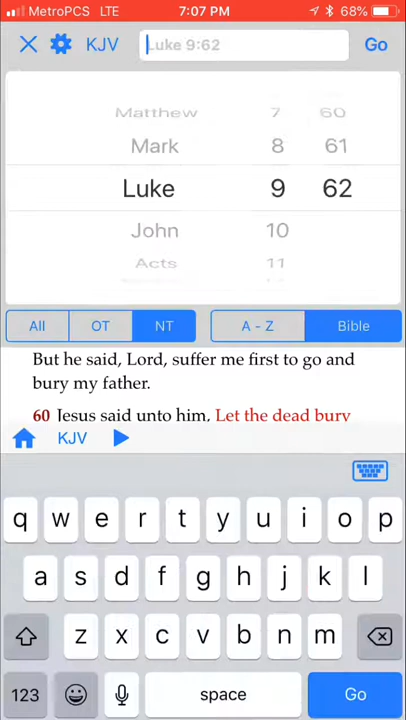 MetroPCS LTE 7:07 PM 68%
KJV Luke 9:62 Go
Matthew 7 60
Mark 8 61
Luke 9 62
John 10
Acts 11
All OT NT A - Z Bible
But he said, Lord, suffer me first to go and
bury my father.
60 Jesus said unto him, Let the dead bury
KJV
q w e r t y u i o p
a s d f g h j k l
z x c v b n m
123 space Go